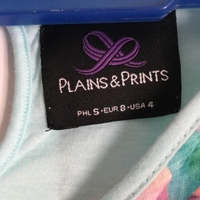 PLAINS & PRINTS
PHL S - EUR 8 - USA 4